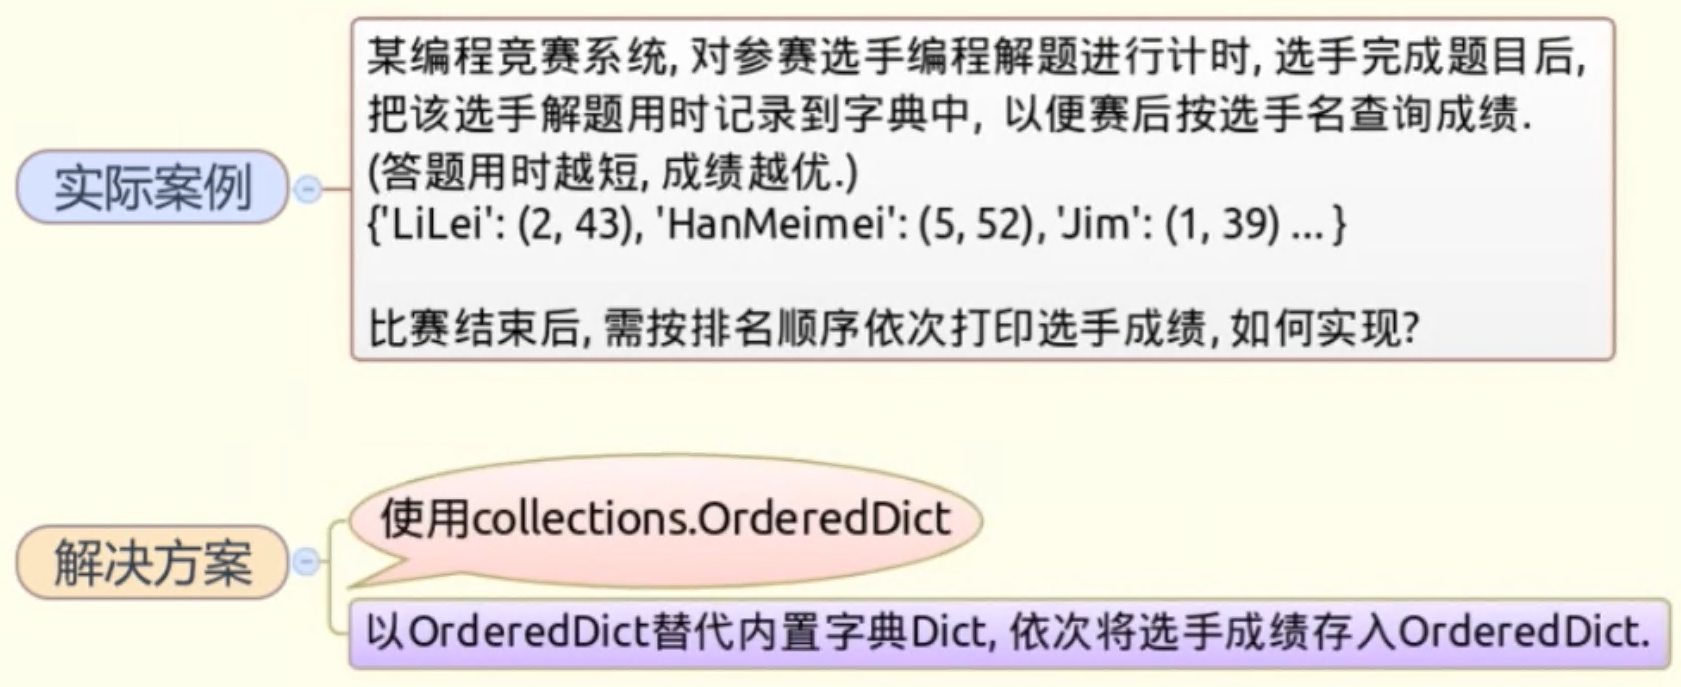 实际案例
某编程竞赛系统, 对参赛选手编程解题进行计时, 选手完成题目后,
把该选手解题用时记录到字典中, 以便赛后按选手名查询成绩.
(答题用时越短, 成绩越优.)
{'LiLei': (2, 43), 'HanMeimei': (5, 52), 'Jim': (1, 39) ... }
比赛结束后, 需按排名顺序依次打印选手成绩, 如何实现?
解决方案
使用collections.OrderedDict
以OrderedDict替代内置字典Dict, 依次将选手成绩存入OrderedDict.